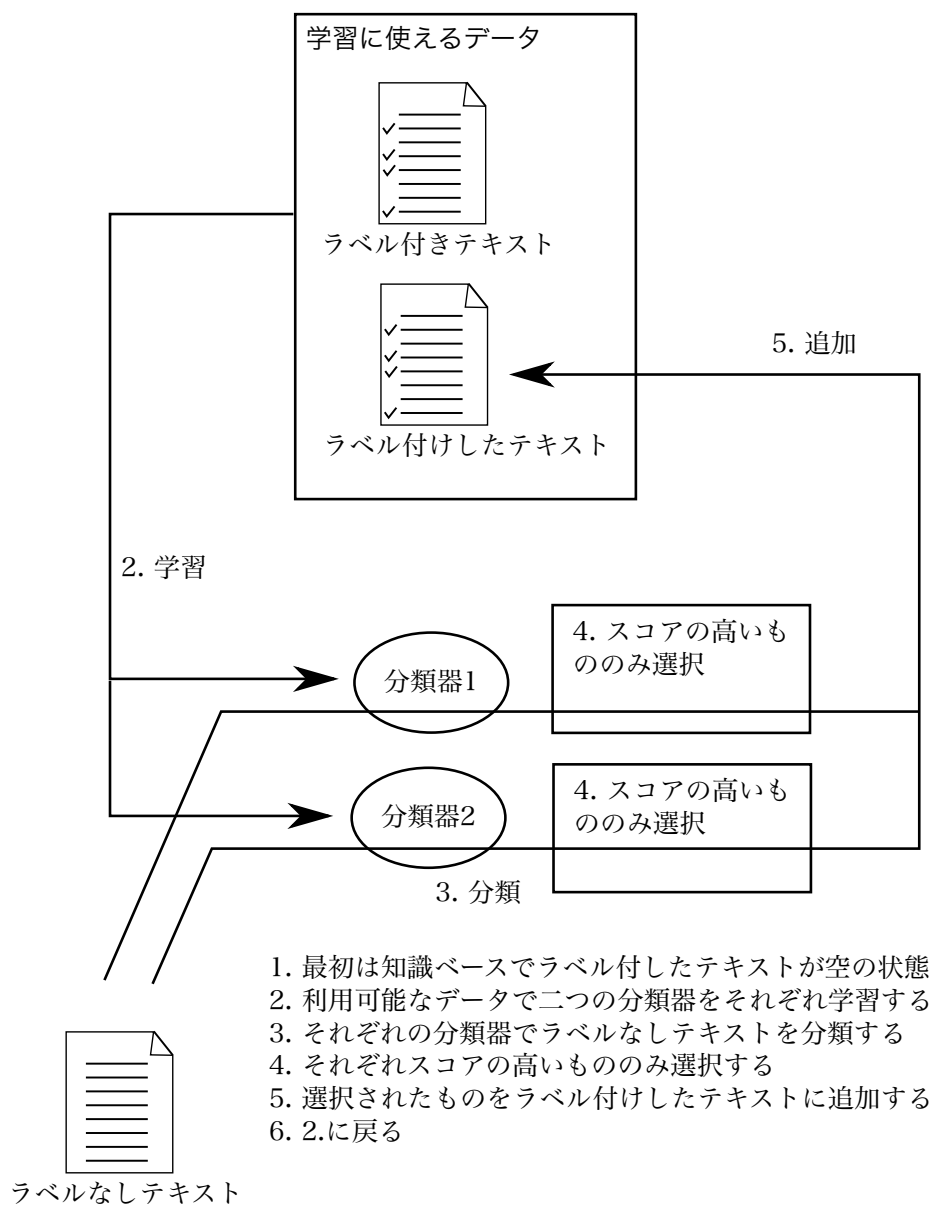 学習に使えるデータ
ラベル付きテキスト
ラベル付けしたテキスト
5. 追加
2. 学習
分類器1
4. スコアの高いも
ののみ選択
分類器2
4. スコアの高いも
ののみ選択
3. 分類
1. 最初は知識ベースでラベル付したテキストが空の状態
2. 利用可能なデータで二つの分類器をそれぞれ学習する
3. それぞれの分類器でラベルなしテキストを分類する
4. それぞれスコアの高いもののみ選択する
5. 選択されたものをラベル付けしたテキストに追加する
6. 2.に戻る
ラベルなしテキスト